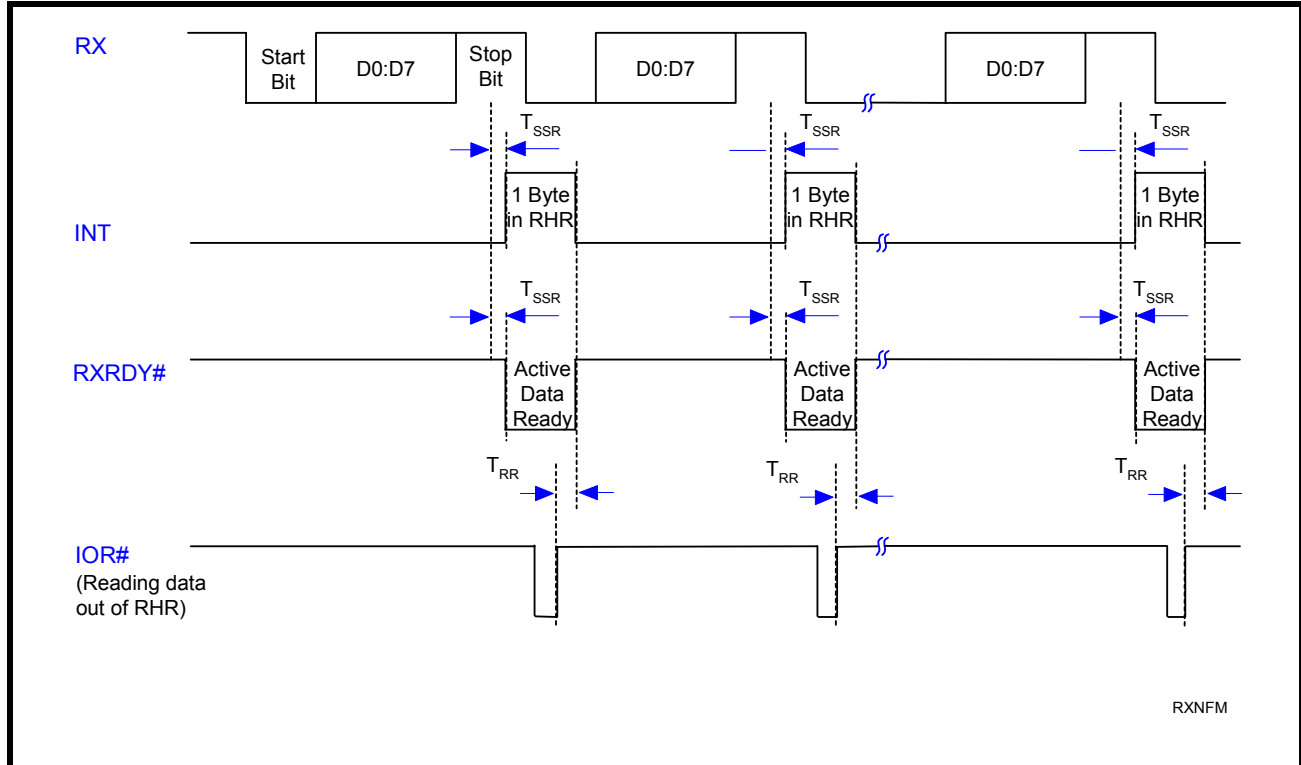 RX
Start
Bit
D0:D7
Stop
Bit
D0:D7
D0:D7
TSSR
TSSR
TSSR
INT
1 Byte
in RHR
1 Byte
in RHR
1 Byte
in RHR
TSSR
TSSR
TSSR
RXRDY#
Active
Data
Ready
Active
Data
Ready
Active
Data
Ready
TRR
TRR
TRR
IOR#
(Reading data
out of RHR)
RXNFM